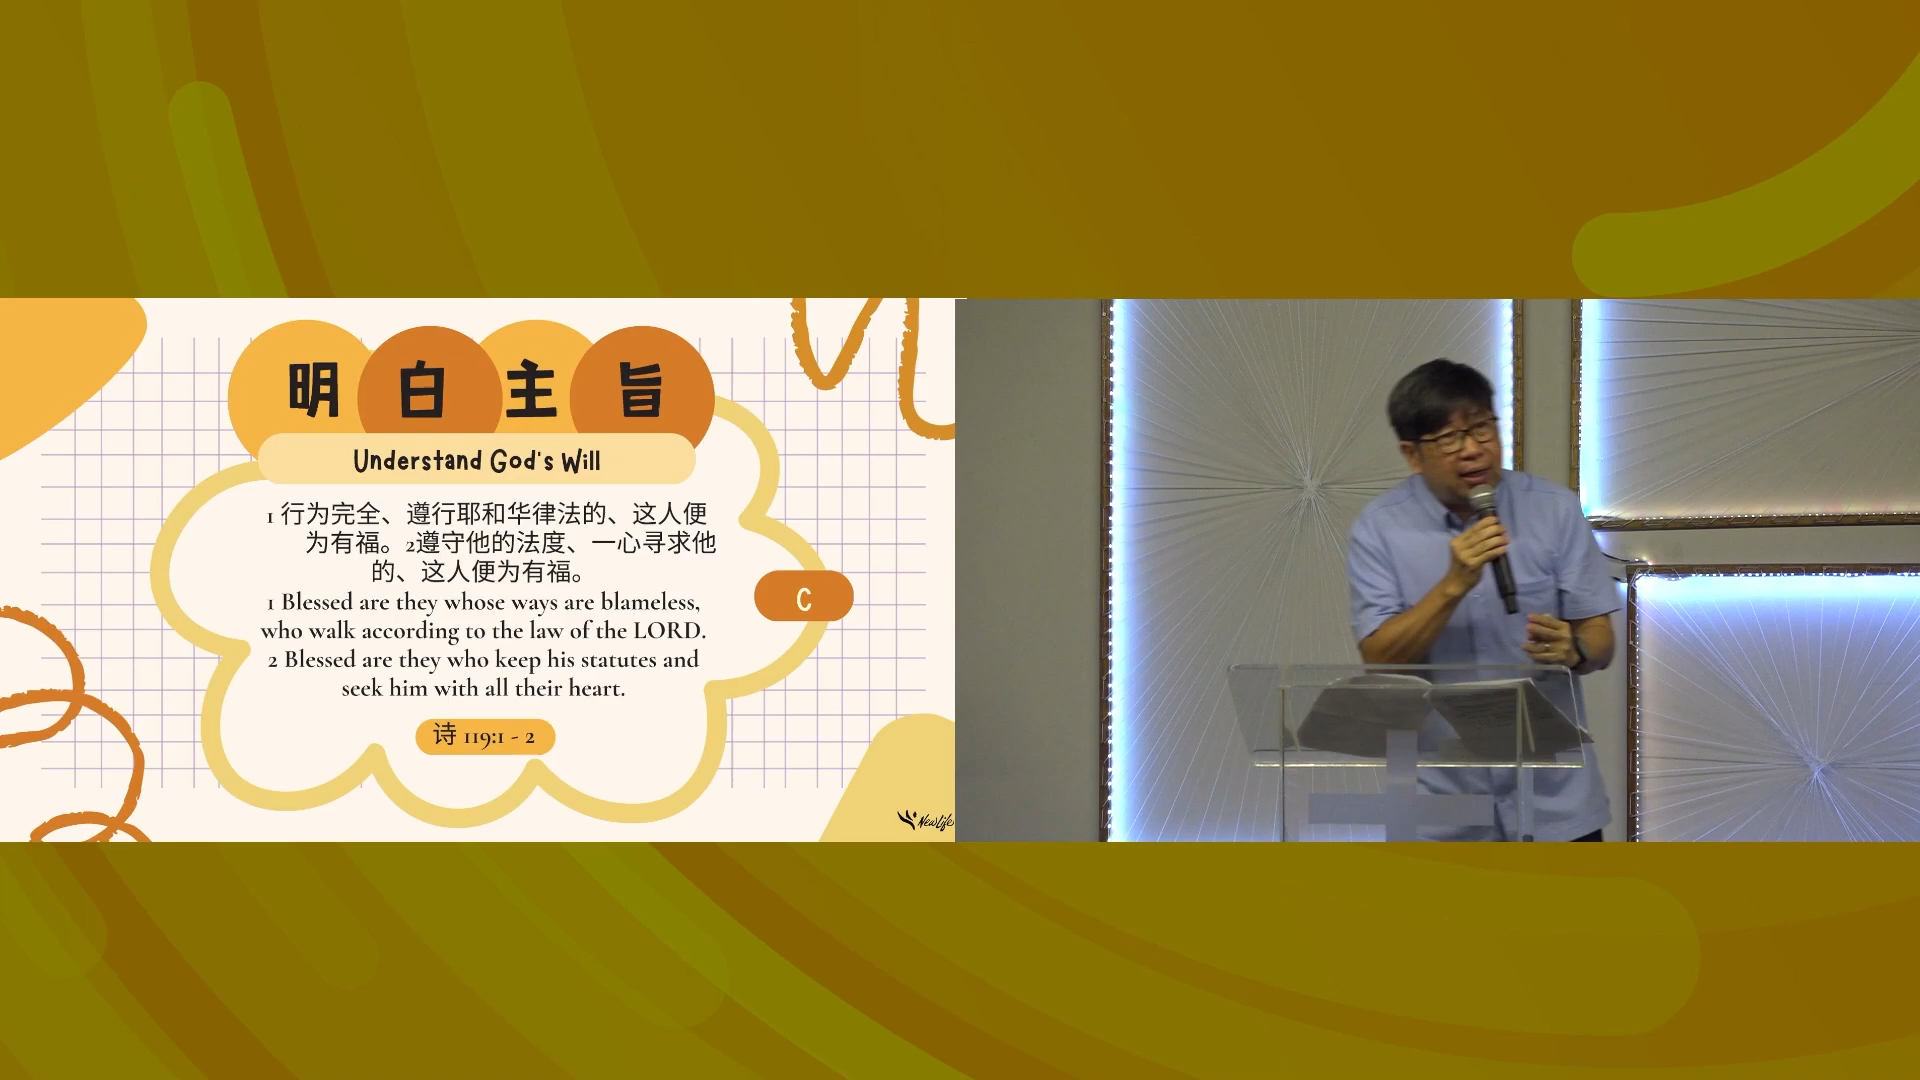 明白主旨
Understand God's Will
1 行为完全、遵行耶和华律法的、这人便
为有福。2遵守他的法度、一心寻求他
的、这人便为有福。
1 Blessed are they whose ways are blameless,
who walk according to the law of the LORD.
2 Blessed are they who keep his statutes and
seek him with all their heart.
C
诗 119:1 - 2
NewLife